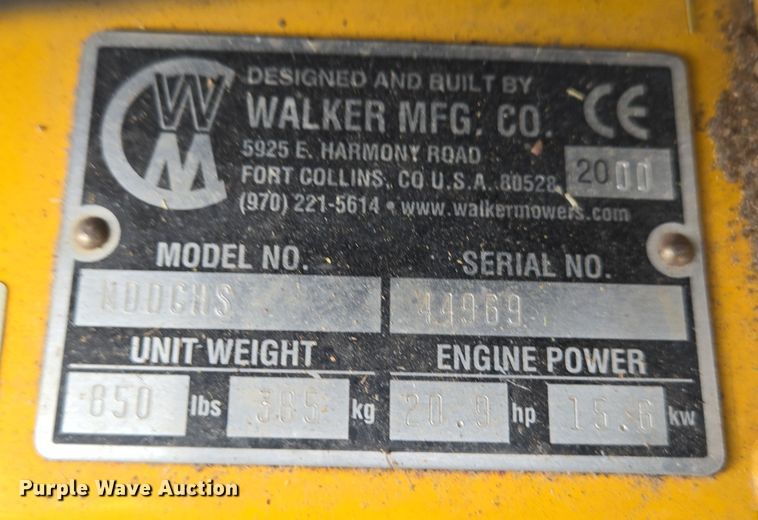 WM
DESIGNED AND BUILT BY
WALKER MFG. CO.
CE
5925 E. HARMONY ROAD
FORT COLLINS, CO U.S.A. 80528
2000
(970) 221-5614 • www.walkermowers.com
MODEL NO. SERIAL NO.
MDDGHS 44969
UNIT WEIGHT ENGINE POWER
850 lbs 385 kg 20.9 hp 15.6 kw
Purple Wave Auction